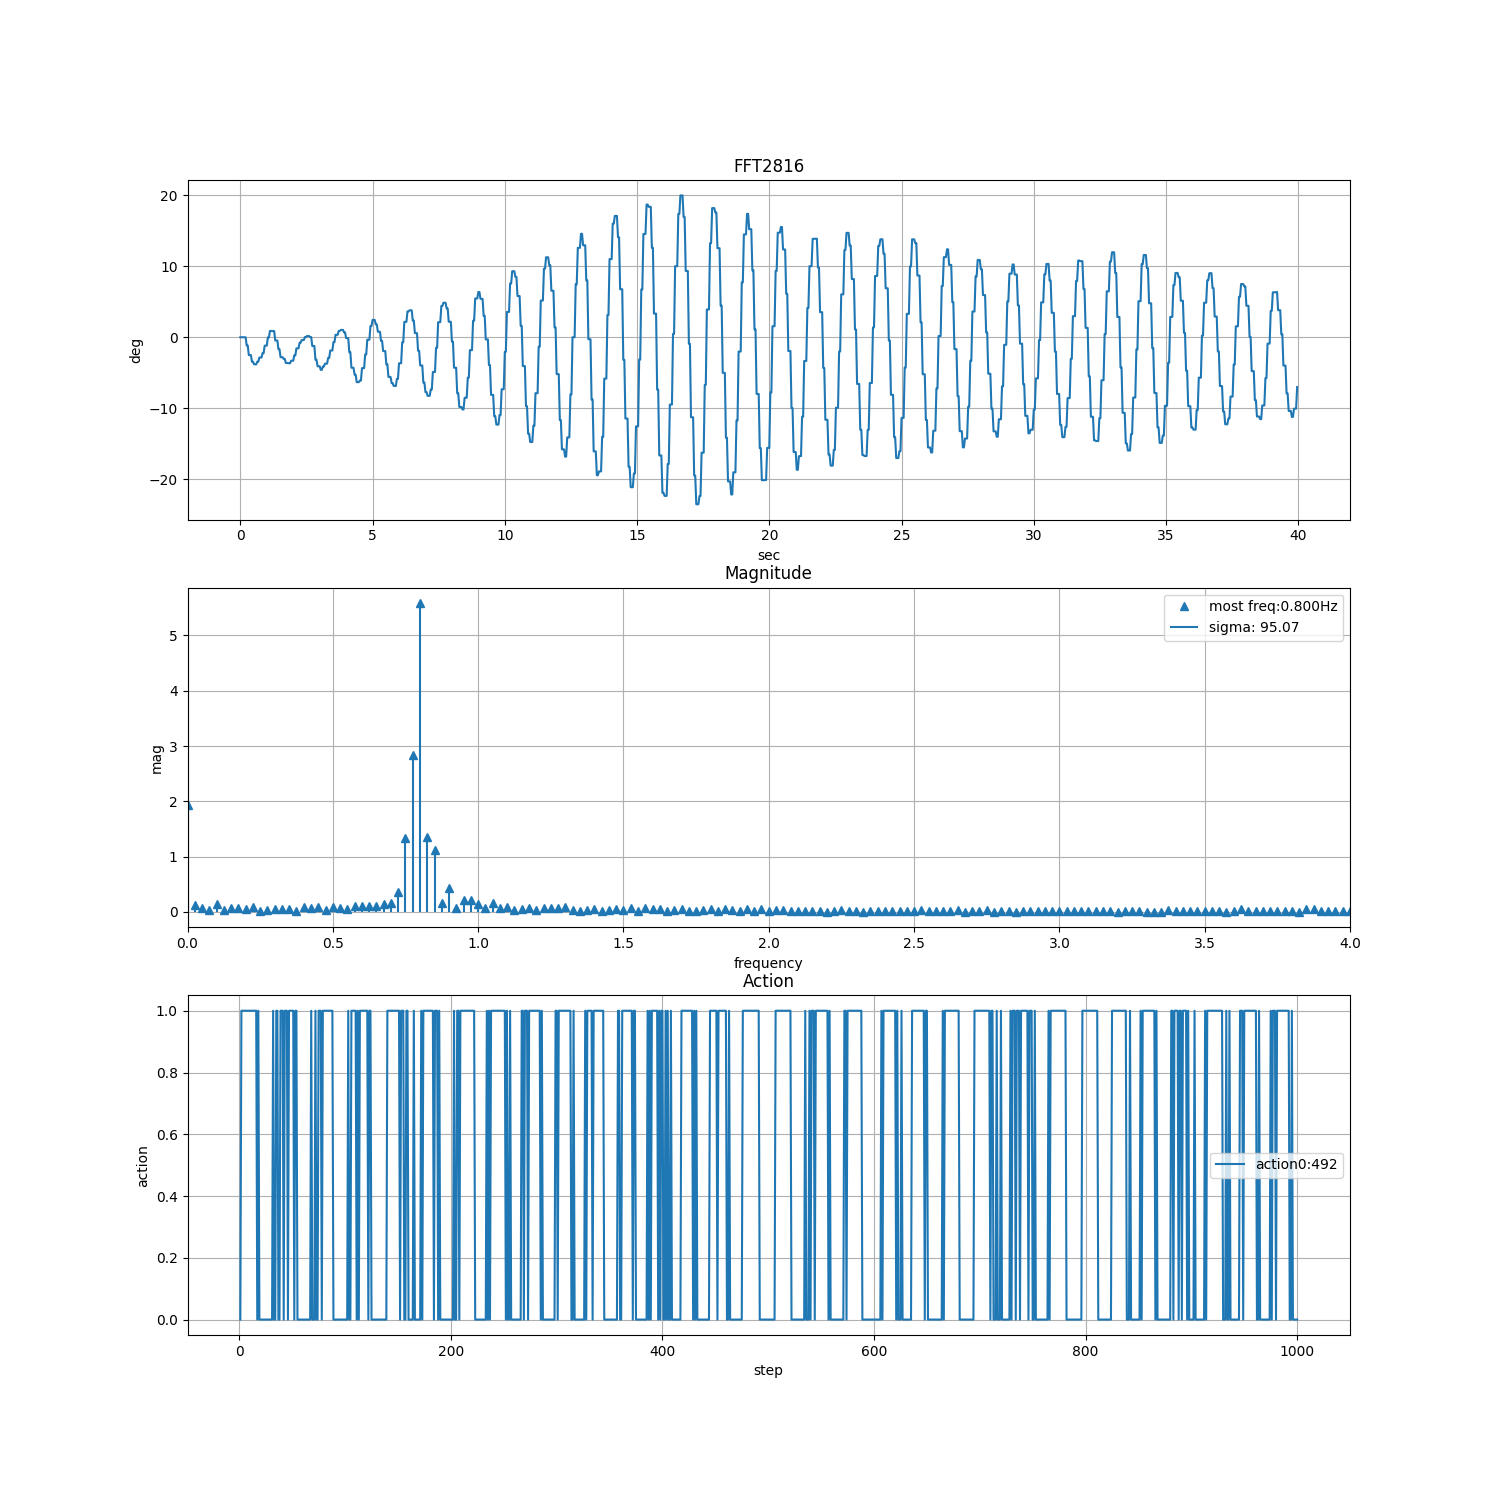 FFT2816
20
10
0
−10
−20
deg
0 5 10 15 20 25 30 35 40
sec
Magnitude
most freq:0.800Hz
sigma: 95.07
5
4
3
2
1
0
mag
0.0 0.5 1.0 1.5 2.0 2.5 3.0 3.5 4.0
frequency
Action
1.0
0.8
0.6
0.4
0.2
0.0
action
action0:492
0 200 400 600 800 1000
step